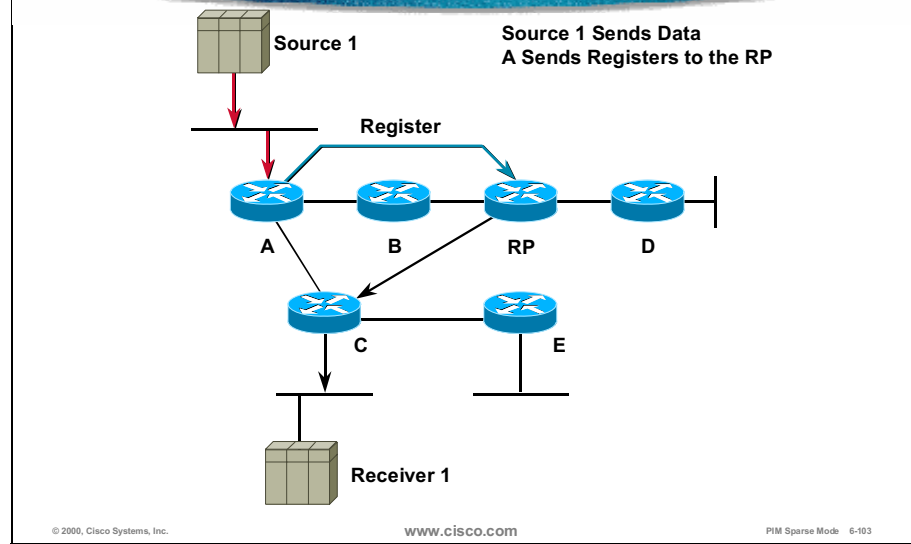 Source 1
Source 1 Sends Data
A Sends Registers to the RP
Register
A
B
RP
D
C
E
Receiver 1
© 2000, Cisco Systems, Inc.
www.cisco.com
PIM Sparse Mode 6-103